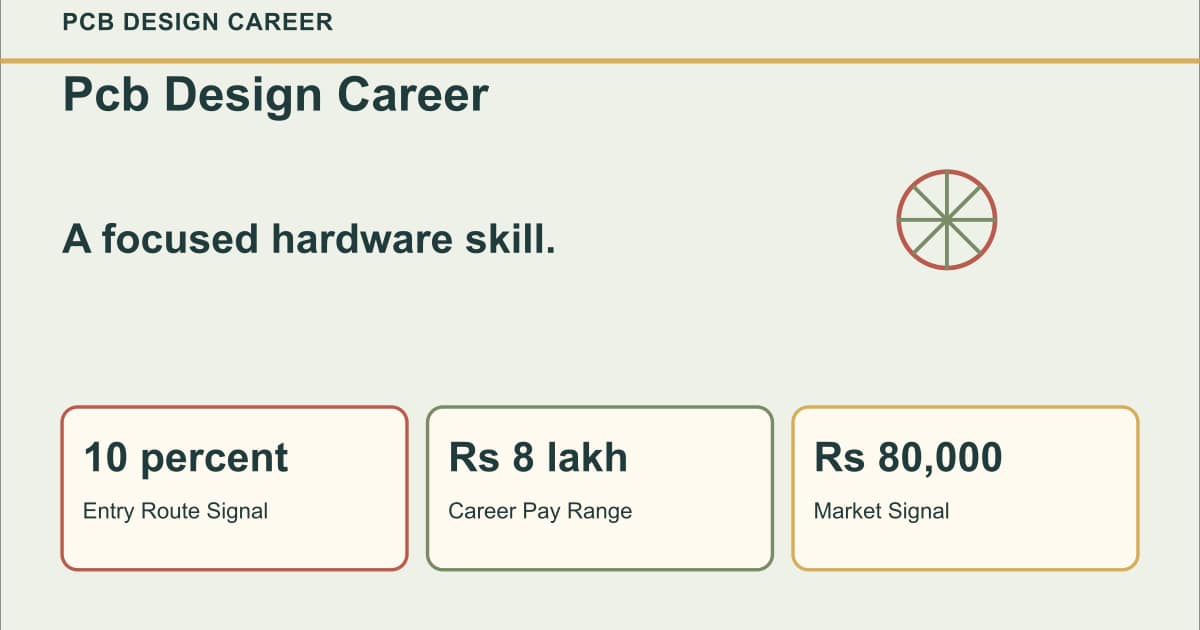 PCB DESIGN CAREER
Pcb Design Career
A focused hardware skill.
10 percent
Entry Route Signal
Rs 8 lakh
Career Pay Range
Rs 80,000
Market Signal